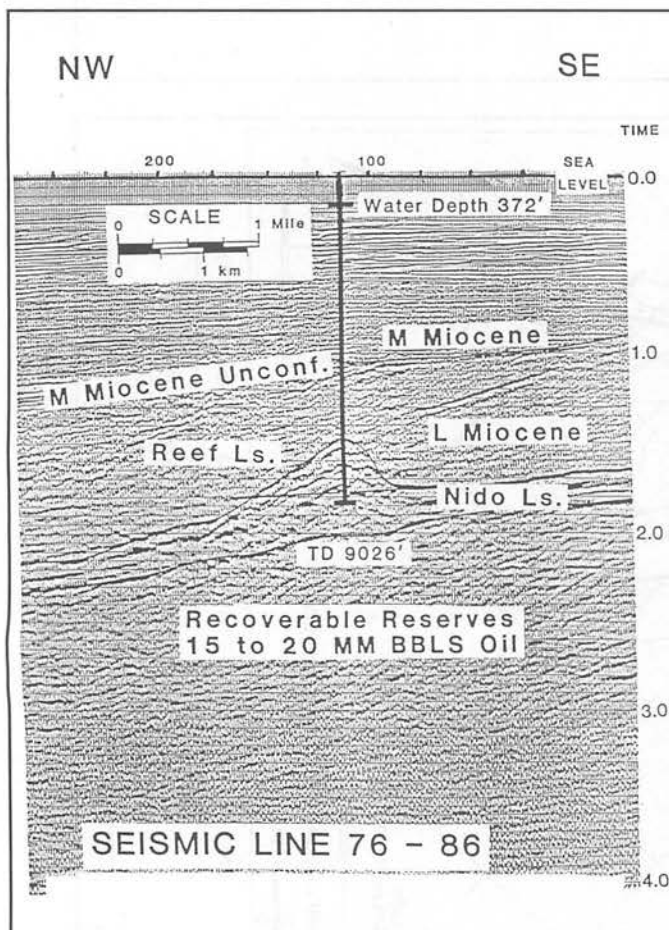 NW SE
TIME
200 100 SEA LEVEL 0.0
SCALE
0 1 Mile
0 1 km
Water Depth 372'
M Miocene
1.0
M Miocene Unconf.
L Miocene
Reef Ls.
Nido Ls.
2.0
TD 9026'
Recoverable Reserves
15 to 20 MM BBLS Oil
3.0
SEISMIC LINE 76 - 86
4.0